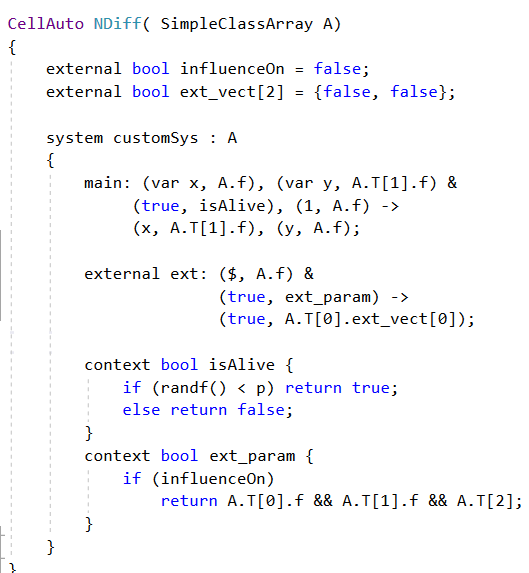 CellAuto NDiff( SimpleClassArray A)
{
external bool influenceOn = false;
external bool ext_vect[2] = {false, false};
system customSys : A
{
main: (var x, A.f), (var y, A.T[1].f) &
(true, isAlive), (1, A.f) ->
(x, A.T[1].f), (y, A.f);
external ext: ($, A.f) &
(true, ext_param) ->
(true, A.T[0].ext_vect[0]);
context bool isAlive {
if (randf() < p) return true;
else return false;
}
context bool ext_param {
if (influenceOn)
return A.T[0].f && A.T[1].f && A.T[2];
}
}
}